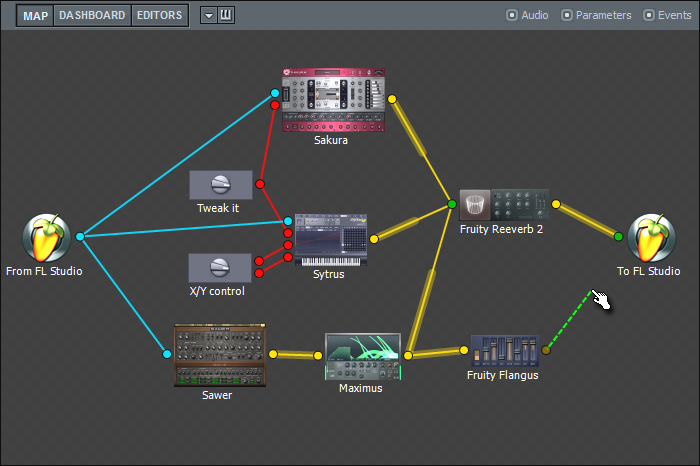 MAP DASHBOARD EDITORS Audio Parameters Events
Sakura
Tweak it
Fruity Reeverb 2
From FL Studio
Sytrus
To FL Studio
X/Y control
Sawer
Maximus
Fruity Flangus